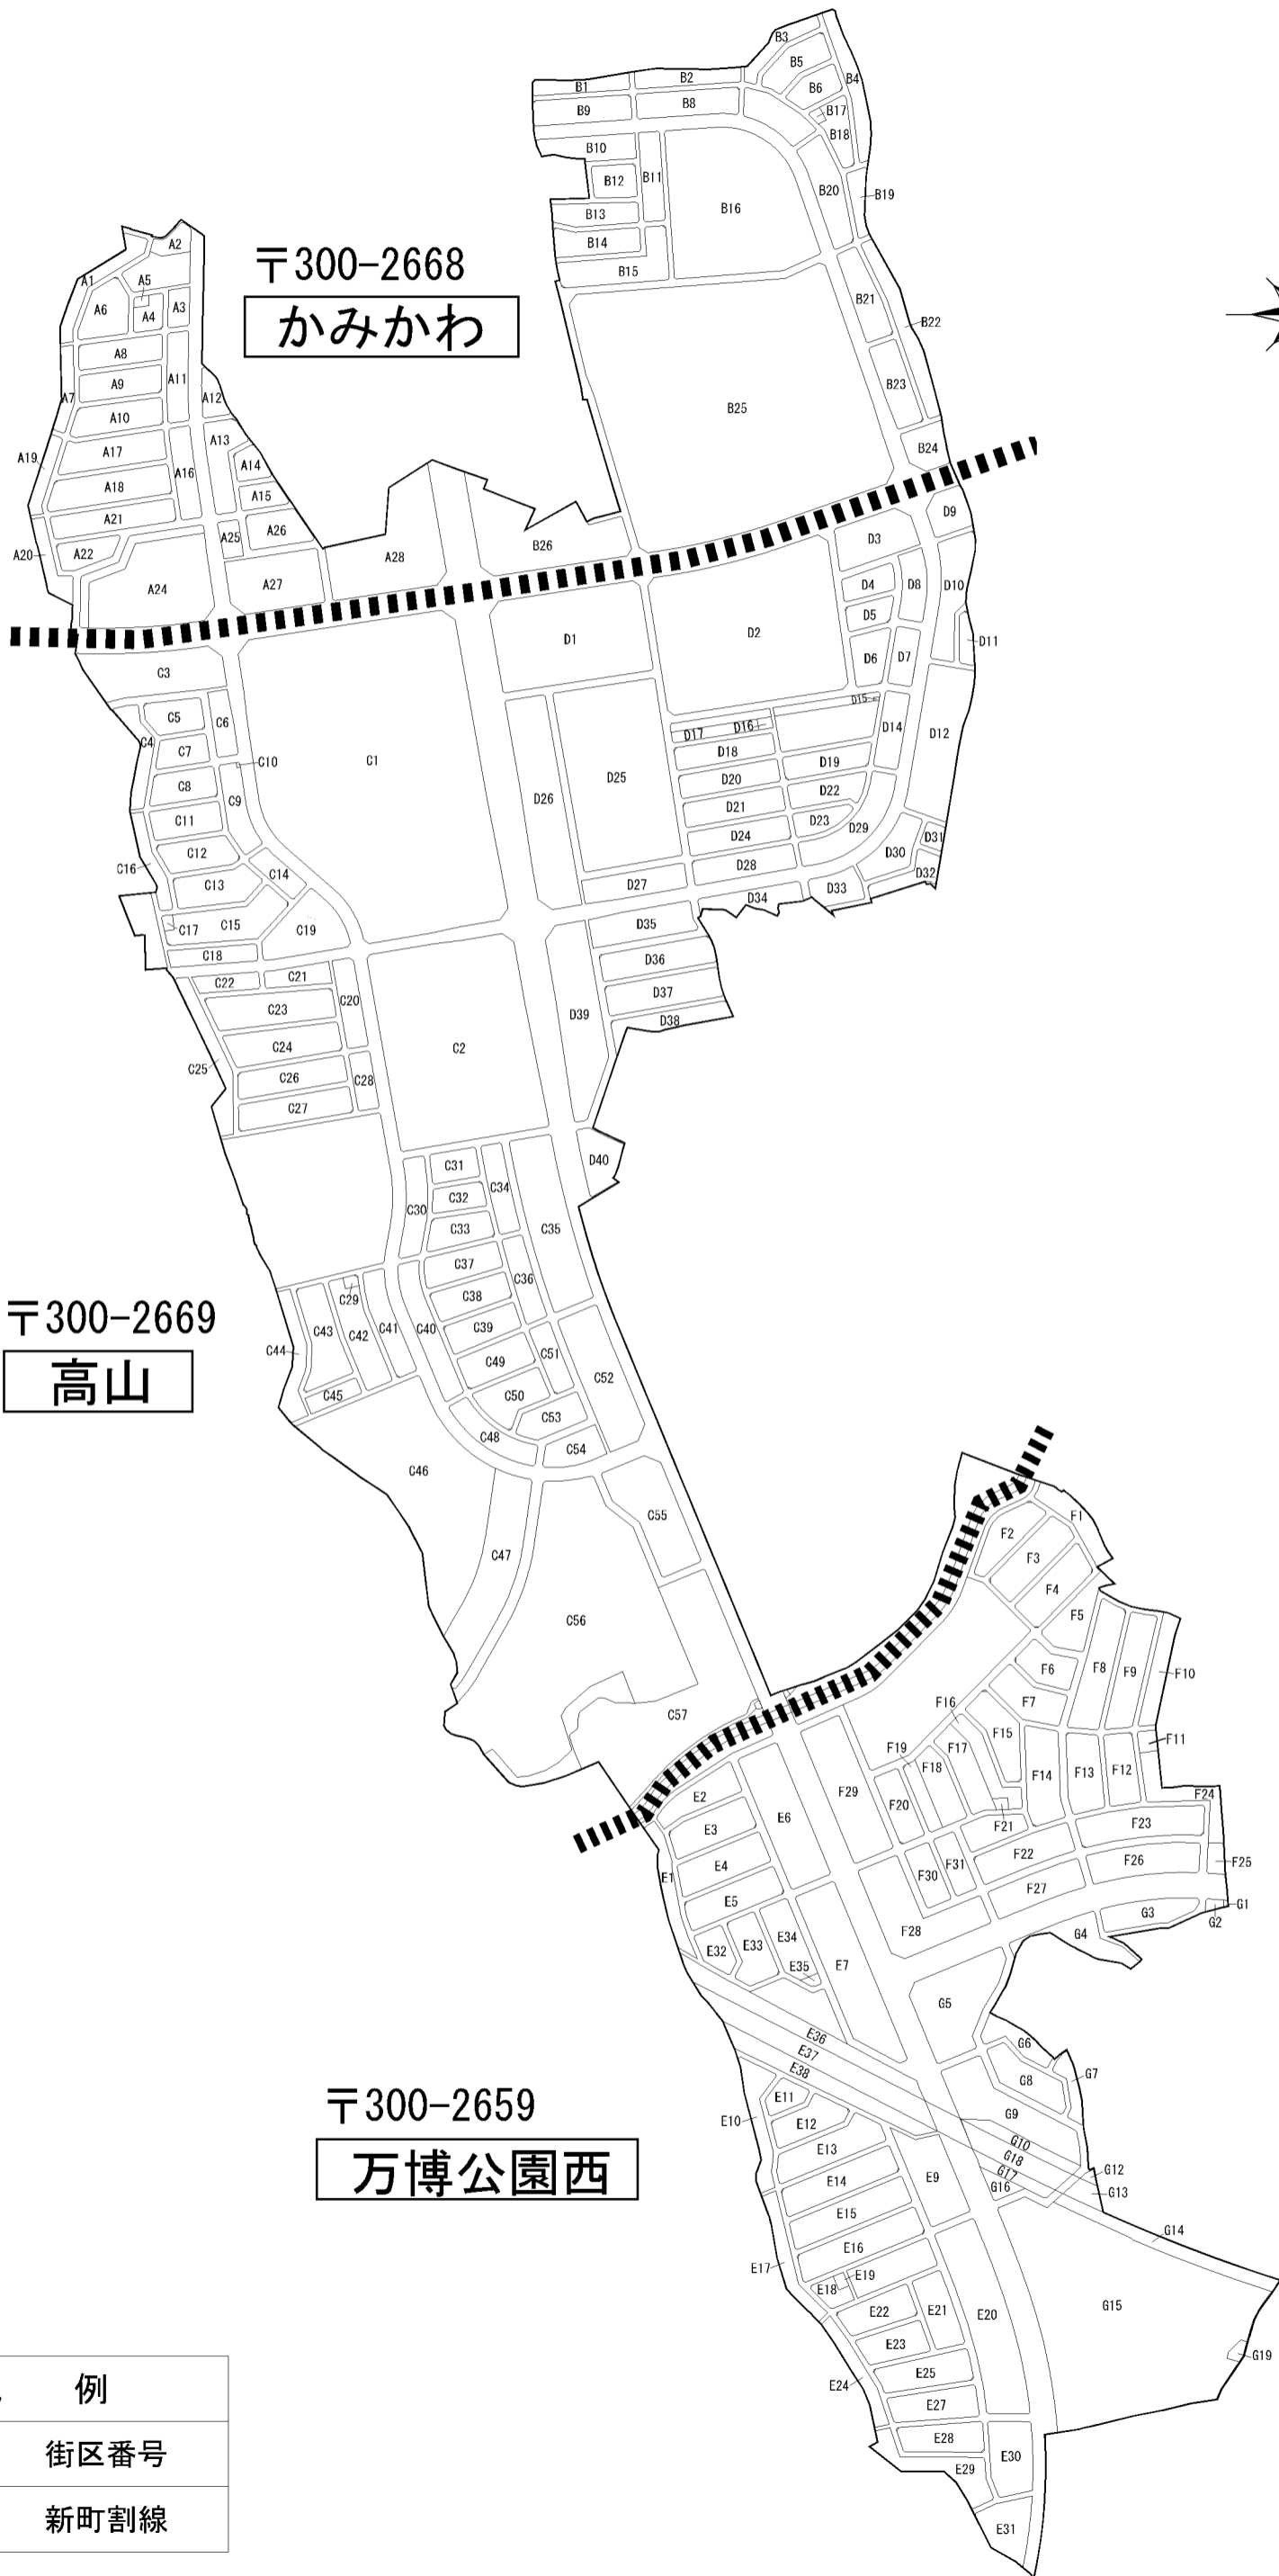 B3
B5
B4
B2
B1
B6
B8
B9
B17
B18
B10
B11
B12
B20
B19
B16
B13
B14
B15
A2
〒300-2668
かみかわ
A1
A5
A6
A4
A3
B21
B22
A8
A11
A9
B23
A7
A12
B25
A10
A13
A17
B24
A19
A14
A16
A18
A15
D9
A21
A25
A26
D3
B26
A20
A22
A28
A24
A27
D4
D8
D10
D5
D1
D2
D11
D6
D7
C3
D15
C5
C6
D16
D14
D17
D12
C4
C7
D18
C10
C1
D19
D25
D20
C8
D22
C9
D26
D21
C11
D23
D29
D24
D31
C12
D30
C16
D28
D32
C14
C13
D27
D33
D34
C17
C15
C19
D35
C18
D36
C22
C21
D37
C20
C23
D39
D38
C24
C2
C25
C26
C28
C27
D40
C31
C34
C32
C30
C33
C35
C37
C36
C29
C38
〒300-2669
高山
C43
C42
C41
C40
C39
C44
C51
C49
C52
C45
C50
C53
C48
C54
C46
F1
C55
F2
C47
F3
F4
F5
C56
F6
F8
F9
F10
F7
C57
F16
F15
F11
F19
F17
F18
F14
F13
F12
E2
F29
F20
F24
E6
E3
F21
F23
E4
F22
F26
F25
E1
F30
F31
E5
F27
G1
G3
G2
E34
F28
G4
E32
E33
E7
E35
G5
E36
G6
E37
E38
G7
G8
〒300-2659
万博公園西
E11
E10
E12
G9
E13
G10
G18
G12
E14
E9
G17
G16
G13
E15
G14
E16
E17
E19
E18
G15
E22
E21
E20
E23
G19
E25
E24
E27
E28
E30
E29
E31
例
街区番号
新町割線